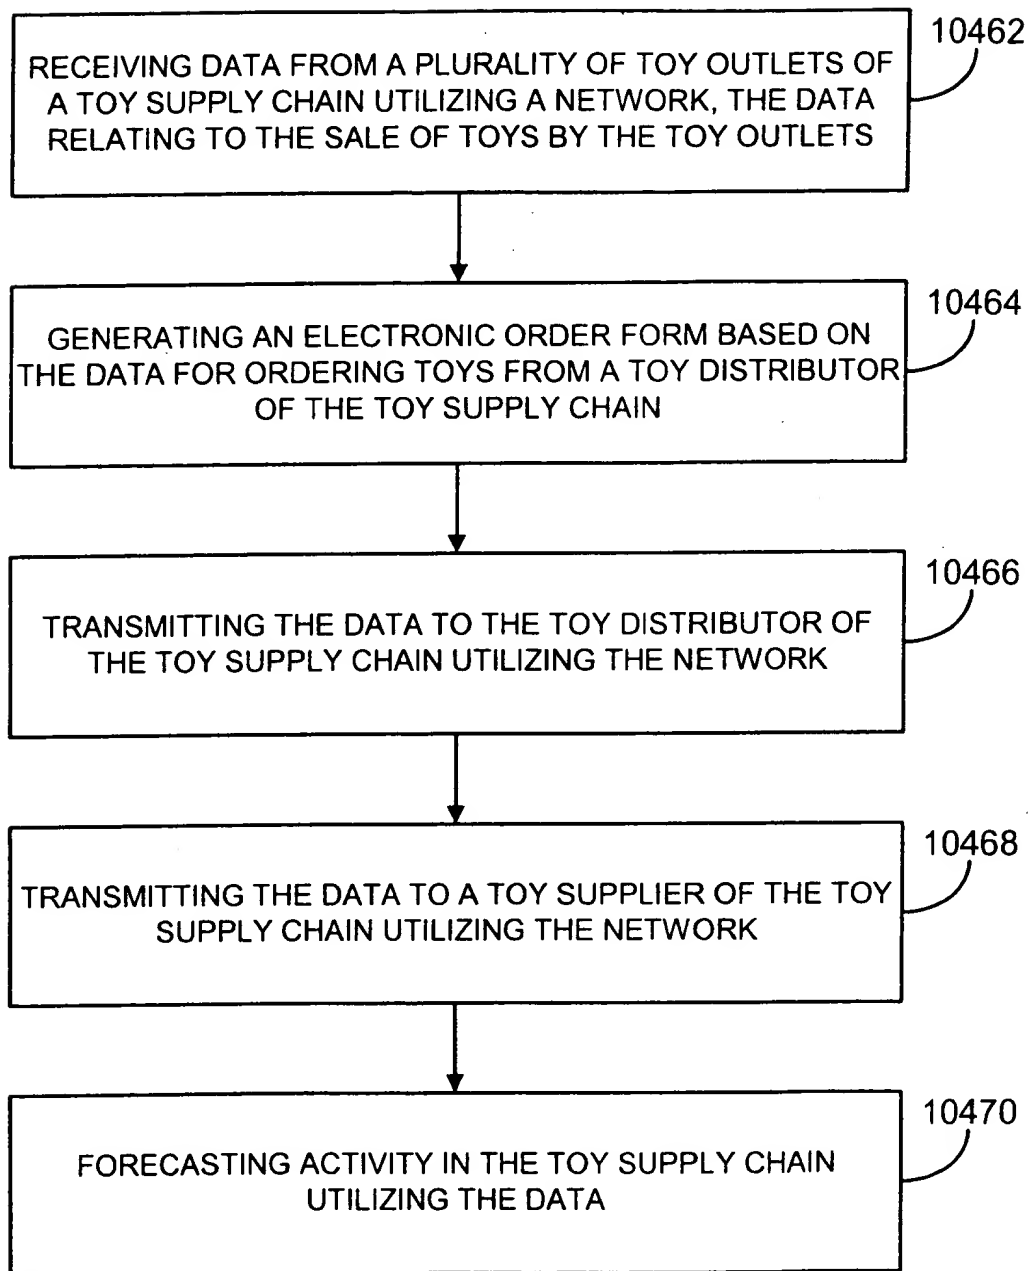 10462
RECEIVING DATA FROM A PLURALITY OF TOY OUTLETS OF
A TOY SUPPLY CHAIN UTILIZING A NETWORK, THE DATA
RELATING TO THE SALE OF TOYS BY THE TOY OUTLETS
10464
GENERATING AN ELECTRONIC ORDER FORM BASED ON
THE DATA FOR ORDERING TOYS FROM A TOY DISTRIBUTOR
OF THE TOY SUPPLY CHAIN
10466
TRANSMITTING THE DATA TO THE TOY DISTRIBUTOR OF
THE TOY SUPPLY CHAIN UTILIZING THE NETWORK
10468
TRANSMITTING THE DATA TO A TOY SUPPLIER OF THE TOY
SUPPLY CHAIN UTILIZING THE NETWORK
10470
FORECASTING ACTIVITY IN THE TOY SUPPLY CHAIN
UTILIZING THE DATA